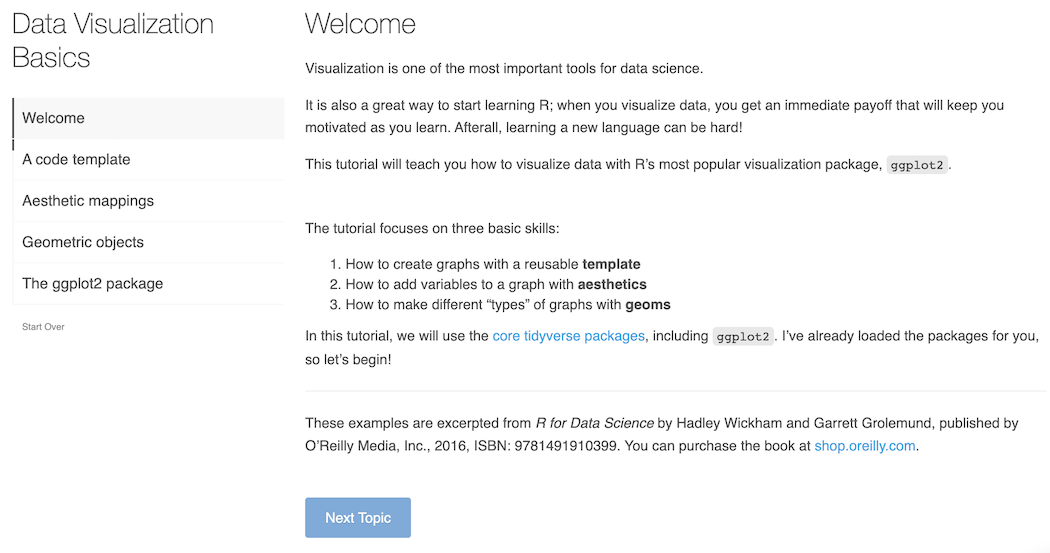 Data Visualization
Basics
Welcome
A code template
Aesthetic mappings
Geometric objects
The ggplot2 package
Start Over
Welcome
Visualization is one of the most important tools for data science.
It is also a great way to start learning R; when you visualize data, you get an immediate payoff that will keep you
motivated as you learn. Afterall, learning a new language can be hard!
This tutorial will teach you how to visualize data with R’s most popular visualization package, ggplot2.
The tutorial focuses on three basic skills:
1. How to create graphs with a reusable template
2. How to add variables to a graph with aesthetics
3. How to make different “types” of graphs with geoms
In this tutorial, we will use the core tidyverse packages, including ggplot2. I’ve already loaded the packages for you,
so let’s begin!
These examples are excerpted from R for Data Science by Hadley Wickham and Garrett Grolemund, published by
O’Reilly Media, Inc., 2016, ISBN: 9781491910399. You can purchase the book at shop.oreilly.com.
Next Topic